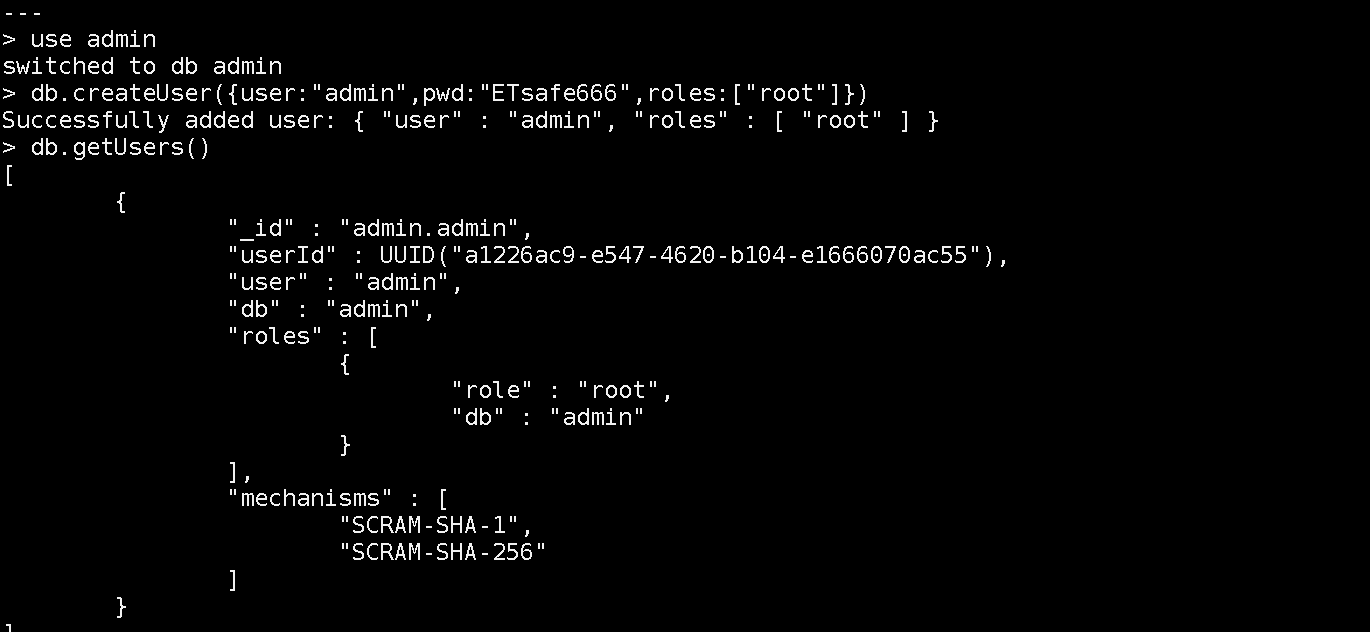 ---
> use admin
switched to db admin
> db.createUser({user:"admin",pwd:"ETsafe666",roles:["root"]})
Successfully added user: { "user" : "admin", "roles" : [ "root" ] }
> db.getUsers()
[
        {
                "_id" : "admin.admin",
                "userId" : UUID("a1226ac9-e547-4620-b104-e1666070ac55"),
                "user" : "admin",
                "db" : "admin",
                "roles" : [
                        {
                                "role" : "root",
                                "db" : "admin"
                        }
                ],
                "mechanisms" : [
                        "SCRAM-SHA-1",
                        "SCRAM-SHA-256"
                ]
        }
]